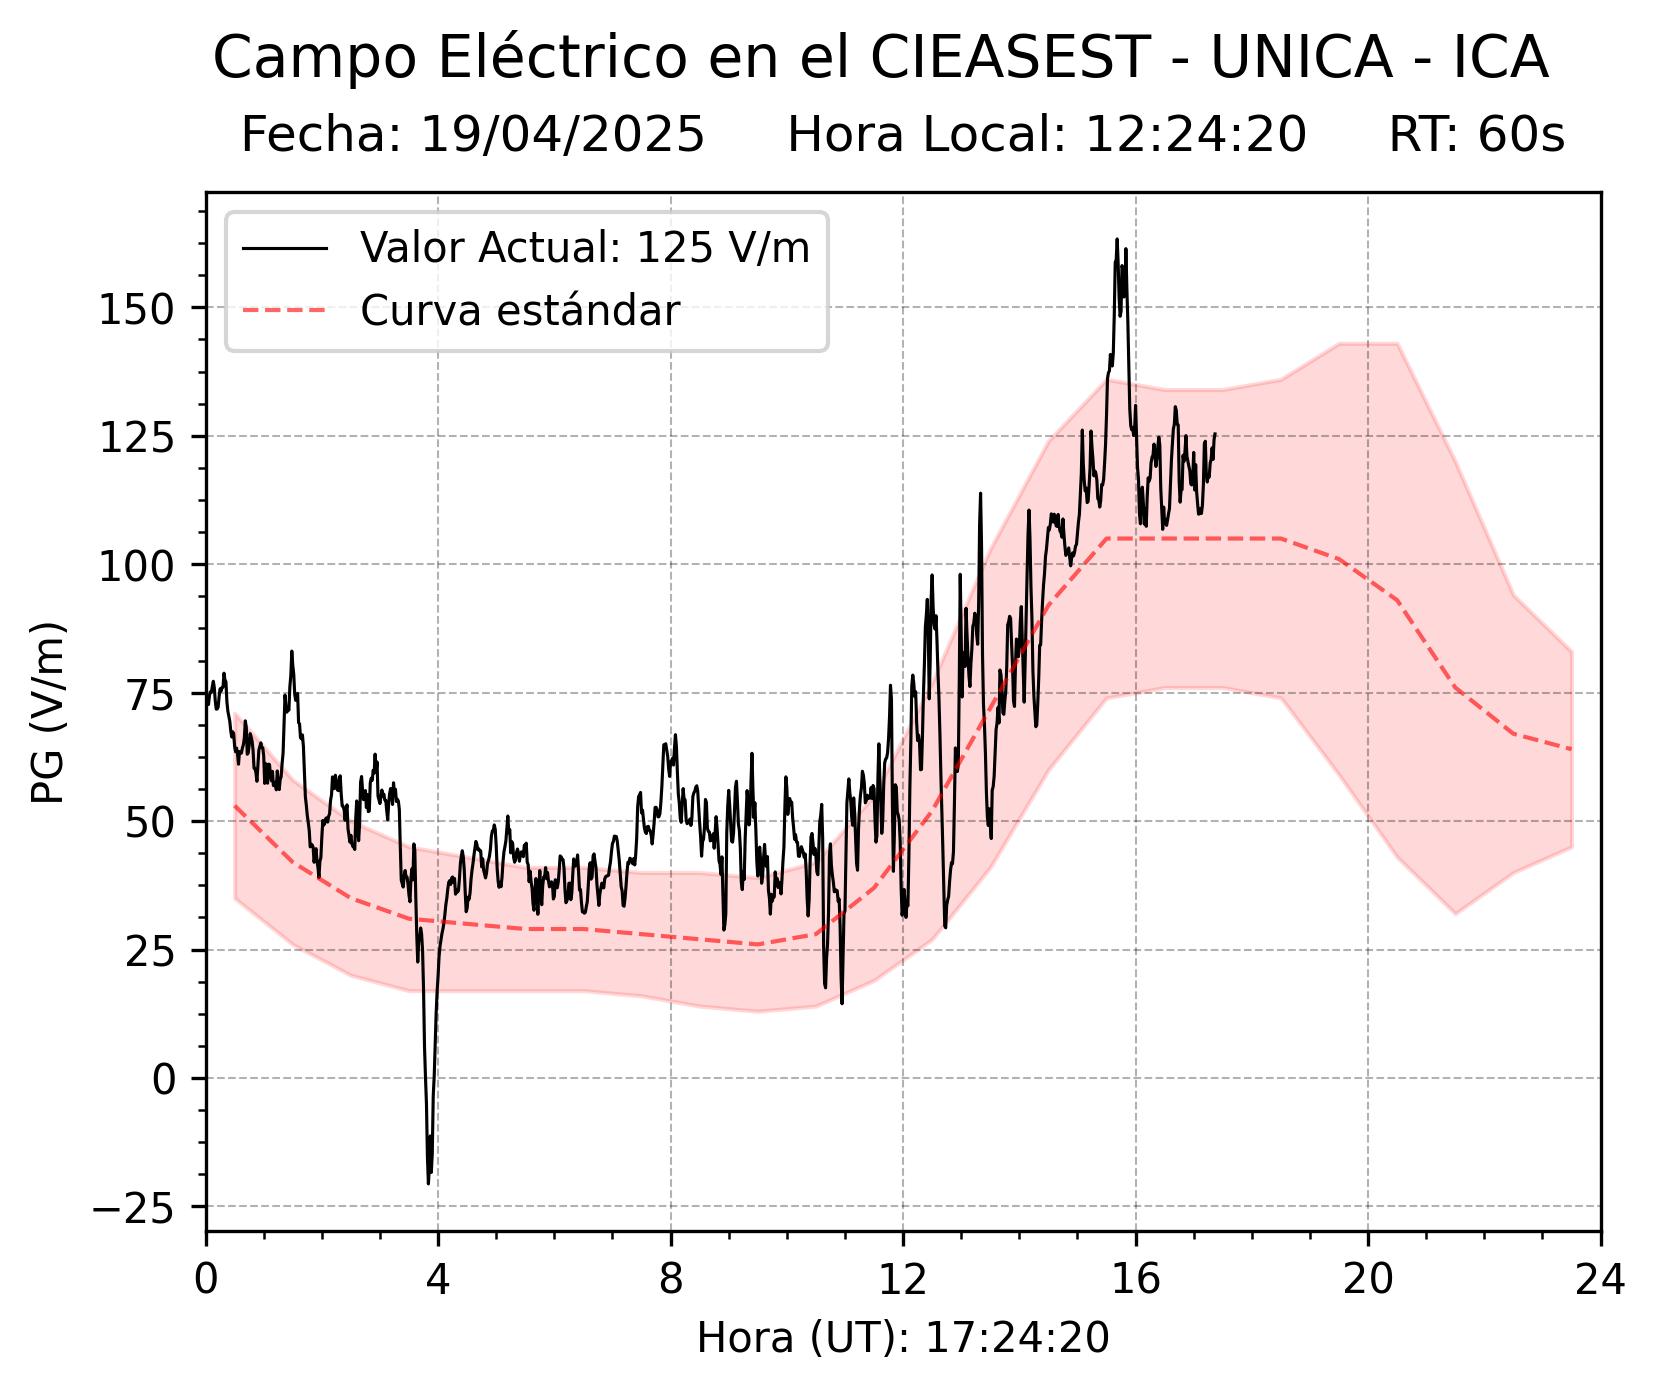 Campo Eléctrico en el CIEASEST - UNICA - ICA
Fecha: 19/04/2025 Hora Local: 12:24:20 RT: 60s
Valor Actual: 125 V/m
Curva estándar
PG (V/m)
150
125
100
75
50
25
0
−25
0 4 8 12 16 20 24
Hora (UT): 17:24:20